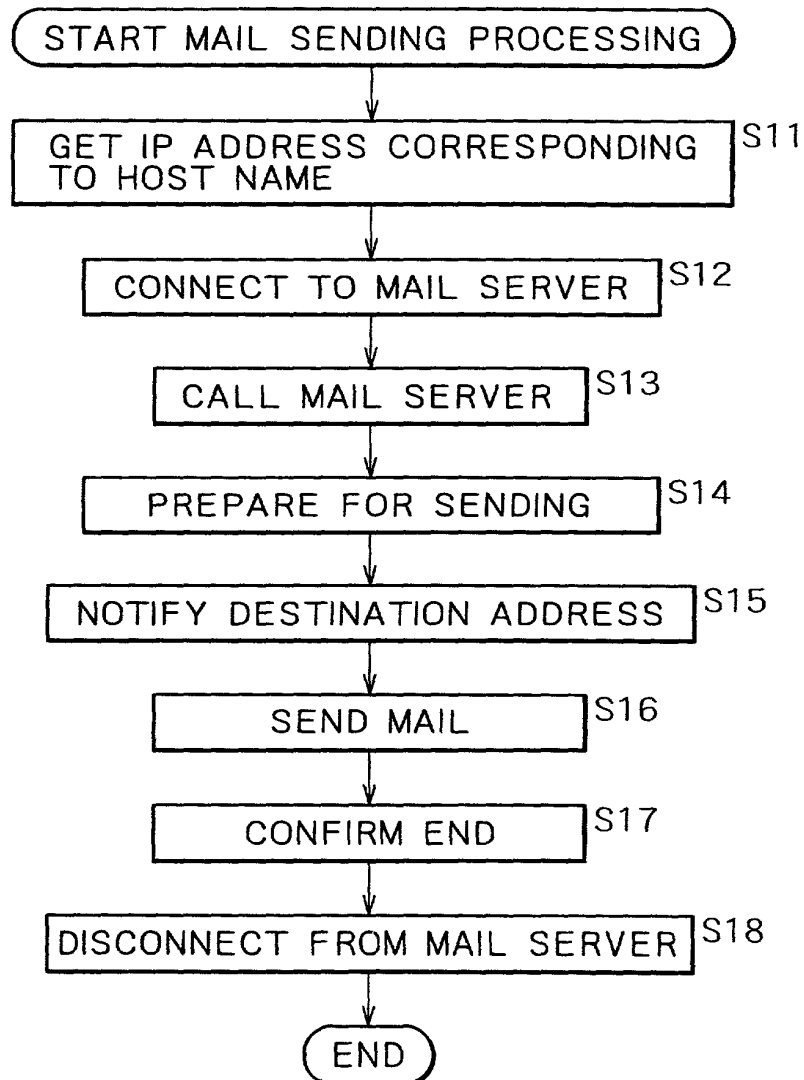 START MAIL SENDING PROCESSING
GET IP ADDRESS CORRESPONDING
TO HOST NAME
S11
CONNECT TO MAIL SERVER
S12
CALL MAIL SERVER
S13
PREPARE FOR SENDING
S14
NOTIFY DESTINATION ADDRESS
S15
SEND MAIL
S16
CONFIRM END
S17
DISCONNECT FROM MAIL SERVER
S18
END